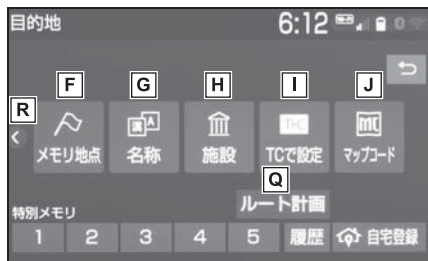 目的地 6:12
F G H I J
R
メモリ地点 名称 施設 TCで設定 マップコード
Q
ルート計画
特別メモリ
1 2 3 4 5 履歴 自宅登録